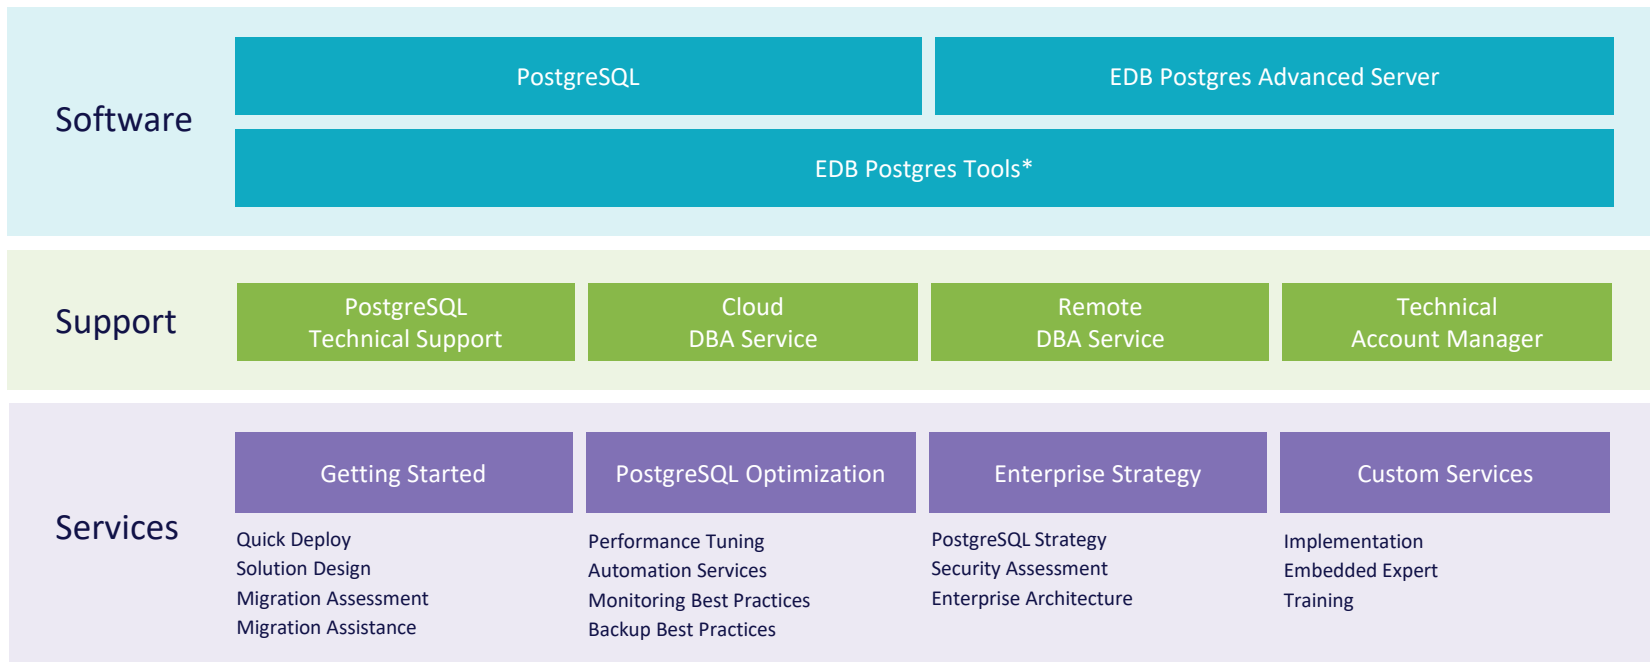 Software
PostgreSQL
EDB Postgres Advanced Server
EDB Postgres Tools*
Support
PostgreSQL
Technical Support
Cloud
DBA Service
Remote
DBA Service
Technical
Account Manager
Services
Getting Started
Quick Deploy
Solution Design
Migration Assessment
Migration Assistance
PostgreSQL Optimization
Performance Tuning
Automation Services
Monitoring Best Practices
Backup Best Practices
Enterprise Strategy
PostgreSQL Strategy
Security Assessment
Enterprise Architecture
Custom Services
Implementation
Embedded Expert
Training